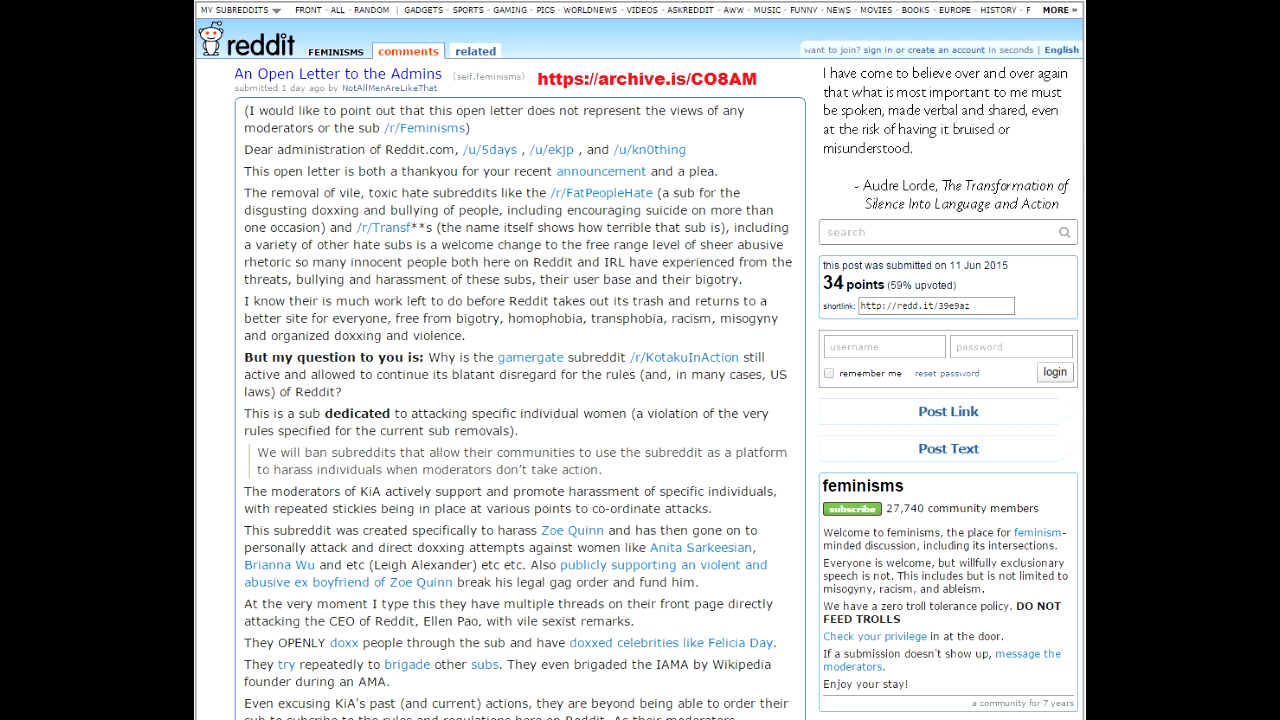 MY SUBREDDITS FRONT - ALL - RANDOM | GADGETS - SPORTS - GAMING - PICS - WORLDNEWS - VIDEOS - ASKREDDIT - AWW - MUSIC - FUNNY - NEWS - MOVIES - BOOKS - EUROPE - HISTORY - F MORE »
reddit FEMINISMS comments related
want to join? sign in or create an account in seconds | English
An Open Letter to the Admins (self.feminisms)
https://archive.is/CO8AM
submitted 1 day ago by NotAllMenAreLikeThat
(I would like to point out that this open letter does not represent the views of any
moderators or the sub /r/Feminisms)
Dear administration of Reddit.com, /u/5days , /u/ekjp , and /u/kn0thing
This open letter is both a thankyou for your recent announcement and a plea.
The removal of vile, toxic hate subreddits like the /r/FatPeopleHate (a sub for the
disgusting doxxing and bullying of people, including encouraging suicide on more than
one occasion) and /r/Transf**s (the name itself shows how terrible that sub is), including
a variety of other hate subs is a welcome change to the free range level of sheer abusive
rhetoric so many innocent people both here on Reddit and IRL have experienced from the
threats, bullying and harassment of these subs, their user base and their bigotry.
I know their is much work left to do before Reddit takes out its trash and returns to a
better site for everyone, free from bigotry, homophobia, transphobia, racism, misogyny
and organized doxxing and violence.
But my question to you is: Why is the gamergate subreddit /r/KotakuInAction still
active and allowed to continue its blatant disregard for the rules (and, in many cases, US
laws) of Reddit?
This is a sub dedicated to attacking specific individual women (a violation of the very
rules specified for the current sub removals).
We will ban subreddits that allow their communities to use the subreddit as a platform
to harass individuals when moderators don't take action.
The moderators of KiA actively support and promote harassment of specific individuals,
with repeated stickies being in place at various points to co-ordinate attacks.
This subreddit was created specifically to harass Zoe Quinn and has then gone on to
personally attack and direct doxxing attempts against women like Anita Sarkeesian,
Brianna Wu and etc (Leigh Alexander) etc etc. Also publicly supporting an violent and
abusive ex boyfriend of Zoe Quinn break his legal gag order and fund him.
At the very moment I type this they have multiple threads on their front page directly
attacking the CEO of Reddit, Ellen Pao, with vile sexist remarks.
They OPENLY doxx people through the sub and have doxxed celebrities like Felicia Day.
They try repeatedly to brigade other subs. They even brigaded the IAMA by Wikipedia
founder during an AMA.
Even excusing KiA's past (and current) actions, they are beyond being able to order their
sub to subcribe to the rules and regulations here on Reddit. As their moderators
I have come to believe over and over again
that what is most important to me must
be spoken, made verbal and shared, even
at the risk of having it bruised or
misunderstood.
- Audre Lorde, The Transformation of
Silence Into Language and Action
search
this post was submitted on 11 Jun 2015
34 points (59% upvoted)
shortlink: http://redd.it/39e9az
username password
remember me reset password login
Post Link
Post Text
feminisms
subscribe 27,740 community members
Welcome to feminisms, the place for feminism-
minded discussion, including its intersections.
Everyone is welcome, but willfully exclusionary
speech is not. This includes but is not limited to
misogyny, racism, and ableism.
We have a zero troll tolerance policy. DO NOT
FEED TROLLS
Check your privilege in at the door.
If a submission doesn't show up, message the
moderators.
Enjoy your stay!
a community for 7 years